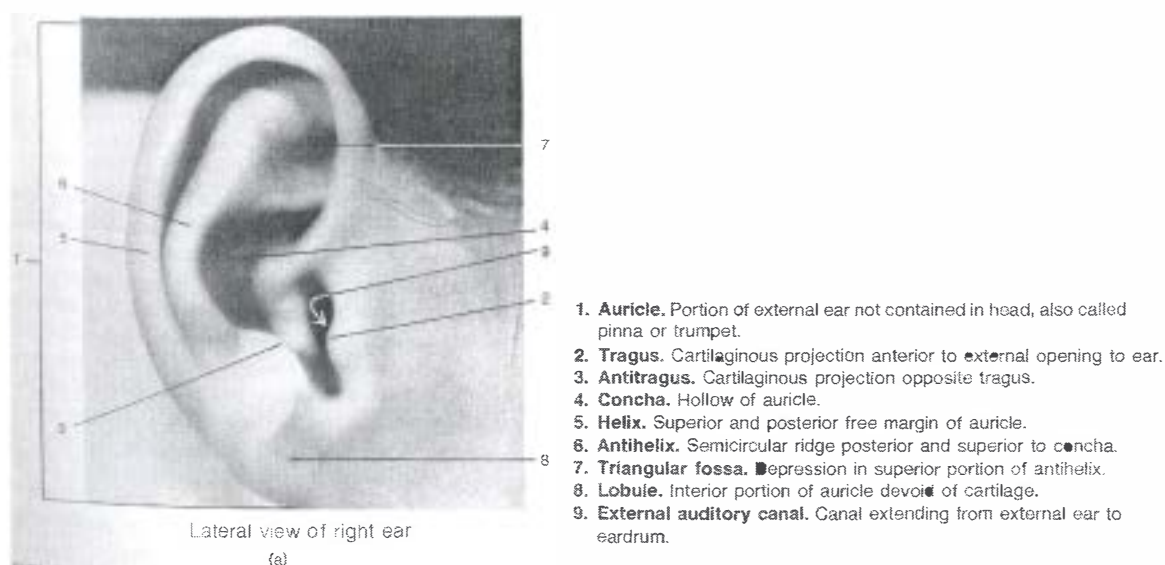 7
6
4
5
9
1
2
3
8
Lateral view of right ear
(a)
1. Auricle. Portion of external ear not contained in head, also called
pinna or trumpet.
2. Tragus. Cartilaginous projection anterior to external opening to ear.
3. Antitragus. Cartilaginous projection opposite tragus.
4. Concha. Hollow of auricle.
5. Helix. Superior and posterior free margin of auricle.
6. Antihelix. Semicircular ridge posterior and superior to concha.
7. Triangular fossa. Depression in superior portion of antihelix.
8. Lobule. Interior portion of auricle devoid of cartilage.
9. External auditory canal. Canal extending from external ear to
eardrum.